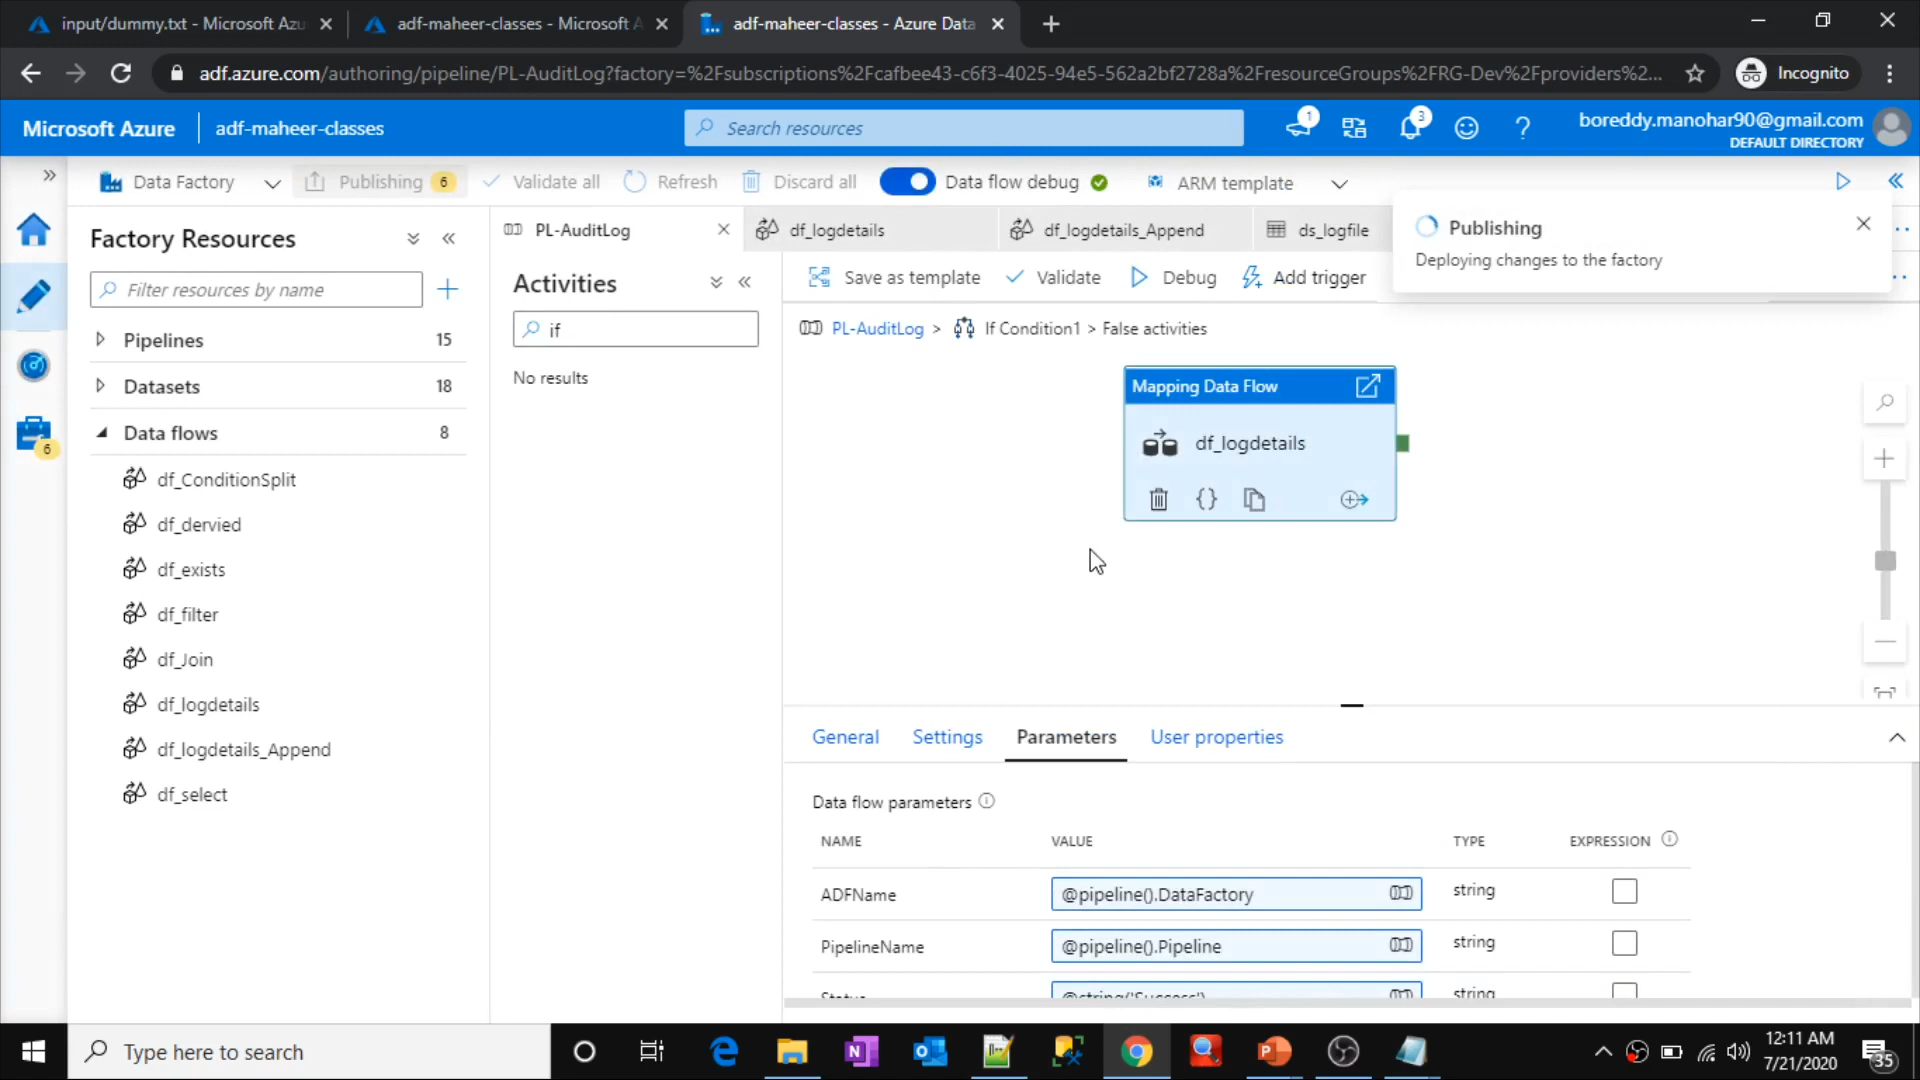 input/dummy.txt - Microsoft Azu
adf-maheer-classes - Microsoft A
adf-maheer-classes - Azure Data
adf.azure.com/authoring/pipeline/PL-AuditLog?factory=%2Fsubscriptions%2Fcafbee43-c6f3-4025-94e5-562a2bf2728a%2FresourceGroups%2FRG-Dev%2Fproviders%2...
Incognito
Microsoft Azure
adf-maheer-classes
Search resources
1
3
boreddy.manohar90@gmail.com
DEFAULT DIRECTORY
Data Factory
Publishing 6
Validate all
Refresh
Discard all
Data flow debug
ARM template
Publishing
Deploying changes to the factory
Factory Resources
Filter resources by name
Pipelines 15
Datasets 18
Data flows 8
df_ConditionSplit
df_dervied
df_exists
df_filter
df_Join
df_logdetails
df_logdetails_Append
df_select
6
PL-AuditLog
df_logdetails
df_logdetails_Append
ds_logfile
Activities
if
No results
Save as template
Validate
Debug
Add trigger
PL-AuditLog > If Condition1 > False activities
Mapping Data Flow
df_logdetails
{}
General
Settings
Parameters
User properties
Data flow parameters
NAME VALUE TYPE EXPRESSION
ADFName @pipeline().DataFactory string
PipelineName @pipeline().Pipeline string
Status @string('Success') string
Type here to search
12:11 AM
7/21/2020
35